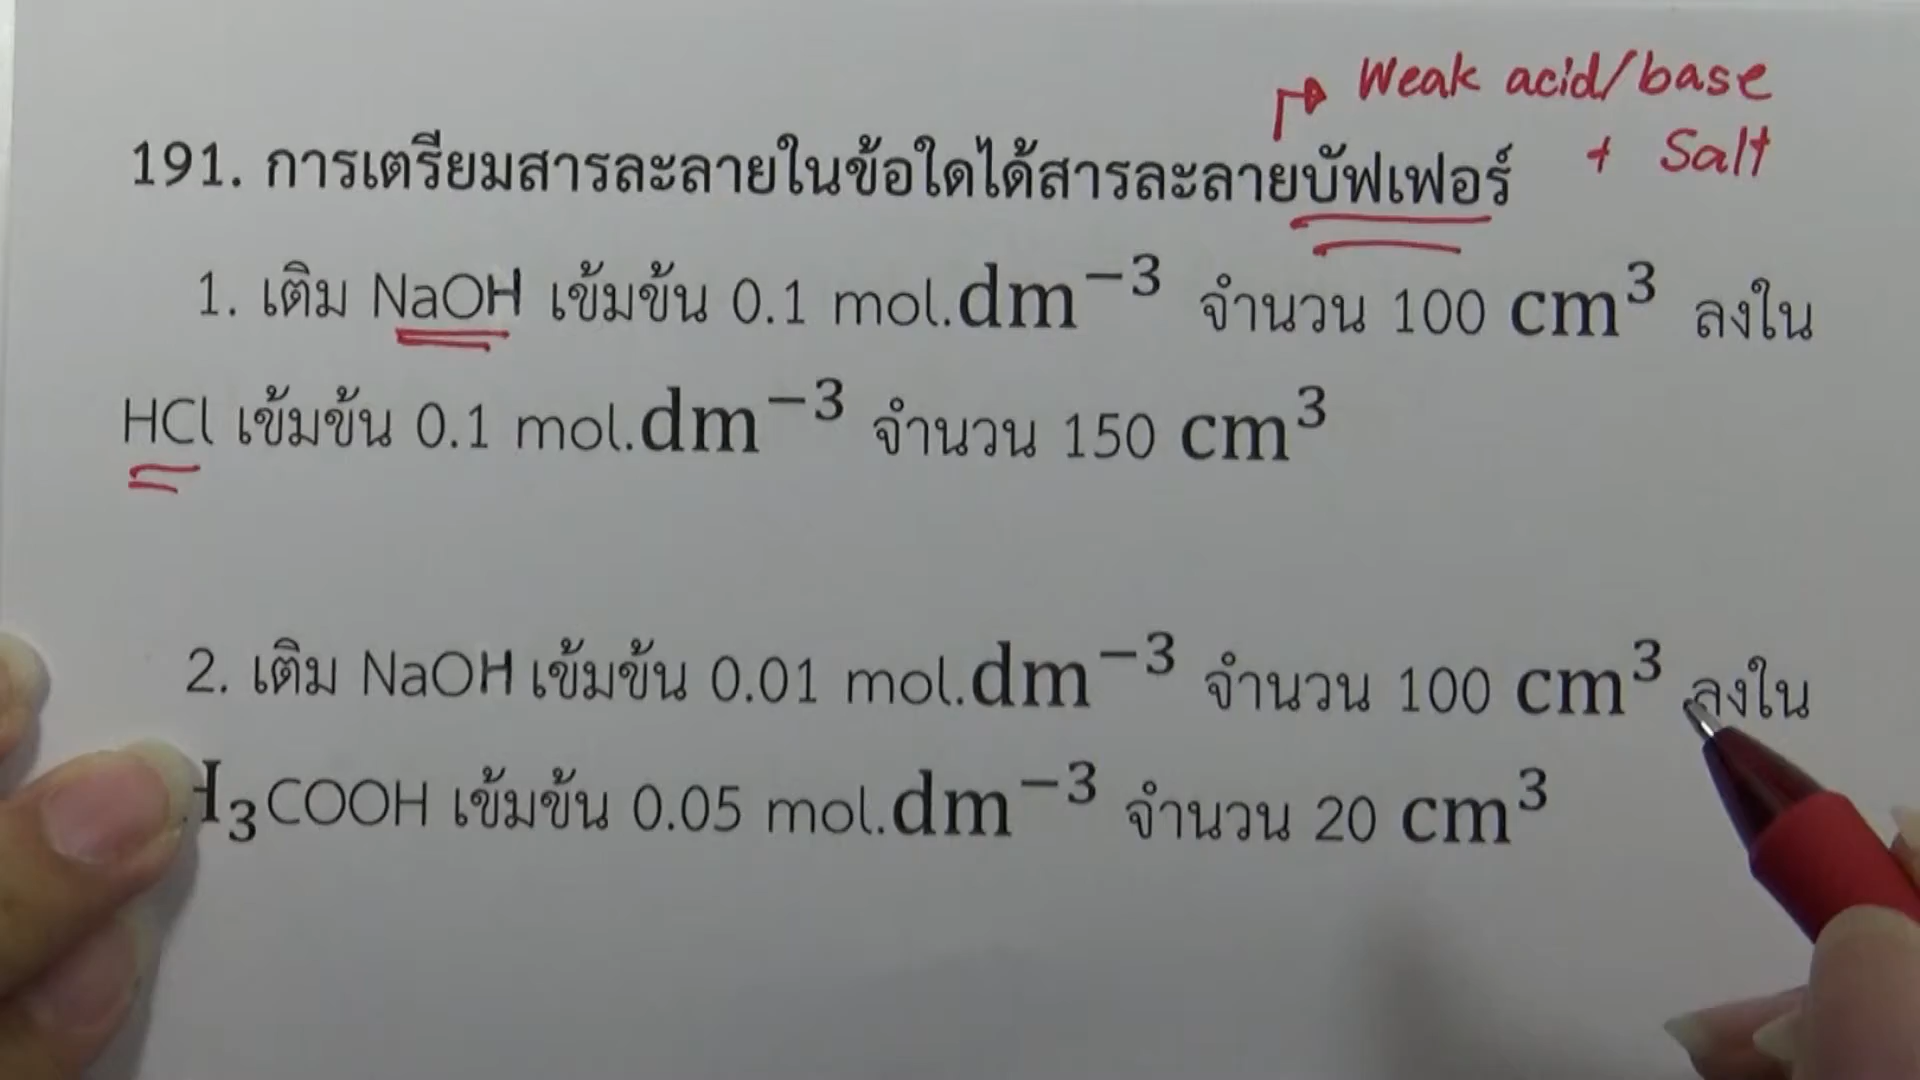 Weak acid/base
+ Salt
191. การเตรียมสารละลายในข้อใดได้สารละลายบัฟเฟอร์
1. เติม NaOH เข้มข้น 0.1 mol.dm⁻³ จำนวน 100 cm³ ลงใน
HCl เข้มข้น 0.1 mol.dm⁻³ จำนวน 150 cm³
2. เติม NaOH เข้มข้น 0.01 mol.dm⁻³ จำนวน 100 cm³ ลงใน
H₃COOH เข้มข้น 0.05 mol.dm⁻³ จำนวน 20 cm³